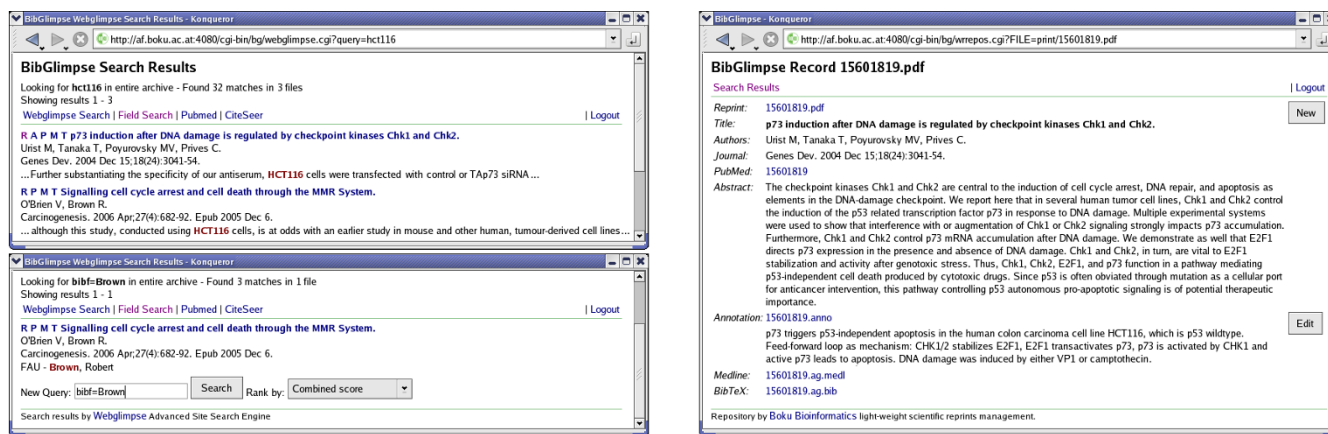 BibGlimpse Webglimpse Search Results - Konqueror
http://af.boku.ac.at:4080/cgi-bin/bg/webglimpse.cgi?query=hct116
BibGlimpse Search Results
Looking for hct116 in entire archive - Found 32 matches in 3 files
Showing results 1 - 3
Webglimpse Search | Field Search | Pubmed | CiteSeer | Logout
R A P M T p73 induction after DNA damage is regulated by checkpoint kinases Chk1 and Chk2.
Urist M, Tanaka T, Poyurovsky MV, Prives C.
Genes Dev. 2004 Dec 15;18(24):3041-54.
...Further substantiating the specificity of our antiserum, HCT116 cells were transfected with control or TAp73 siRNA...
R P M T Signalling cell cycle arrest and cell death through the MMR System.
O'Brien V, Brown R.
Carcinogenesis. 2006 Apr;27(4):682-92. Epub 2005 Dec 6.
... although this study, conducted using HCT116 cells, is at odds with an earlier study in mouse and other human, tumour-derived cell lines...
BibGlimpse Webglimpse Search Results - Konqueror
Looking for bibf=Brown in entire archive - Found 3 matches in 1 file
Showing results 1 - 1
Webglimpse Search | Field Search | Pubmed | CiteSeer | Logout
R P M T Signalling cell cycle arrest and cell death through the MMR System.
O'Brien V, Brown R.
Carcinogenesis. 2006 Apr;27(4):682-92. Epub 2005 Dec 6.
FAU - Brown, Robert
New Query: bibf=Brown Search Rank by: Combined score
Search results by Webglimpse Advanced Site Search Engine
BibGlimpse - Konqueror
http://af.boku.ac.at:4080/cgi-bin/bg/wrrepos.cgi?FILE=print/15601819.pdf
BibGlimpse Record 15601819.pdf
Search Results | Logout
Reprint: 15601819.pdf New
Title: p73 induction after DNA damage is regulated by checkpoint kinases Chk1 and Chk2.
Authors: Urist M, Tanaka T, Poyurovsky MV, Prives C.
Journal: Genes Dev. 2004 Dec 15;18(24):3041-54.
PubMed: 15601819
Abstract: The checkpoint kinases Chk1 and Chk2 are central to the induction of cell cycle arrest, DNA repair, and apoptosis as
elements in the DNA-damage checkpoint. We report here that in several human tumor cell lines, Chk1 and Chk2 control
the induction of the p53 related transcription factor p73 in response to DNA damage. Multiple experimental systems
were used to show that interference with or augmentation of Chk1 or Chk2 signaling strongly impacts p73 accumulation.
Furthermore, Chk1 and Chk2 control p73 mRNA accumulation after DNA damage. We demonstrate as well that E2F1
directs p73 expression in the presence and absence of DNA damage. Chk1 and Chk2, in turn, are vital to E2F1
stabilization and activity after genotoxic stress. Thus, Chk1, Chk2, E2F1, and p73 function in a pathway mediating
p53-independent cell death produced by cytotoxic drugs. Since p53 is often obviated through mutation as a cellular port
for anticancer intervention, this pathway controlling p53 autonomous pro-apoptotic signaling is of potential therapeutic
importance.
Annotation: 15601819.anno
p73 triggers p53-independent apoptosis in the human colon carcinoma cell line HCT116, which is p53 wildtype. Edit
Feed-forward loop as mechanism: CHK1/2 stabilizes E2F1, E2F1 transactivates p73, p73 is activated by CHK1 and
active p73 leads to apoptosis. DNA damage was induced by either VP1 or camptothecin.
Medline: 15601819.ag.medl
BibTeX: 15601819.ag.bib
Repository by Boku Bioinformatics light-weight scientific reprints management.